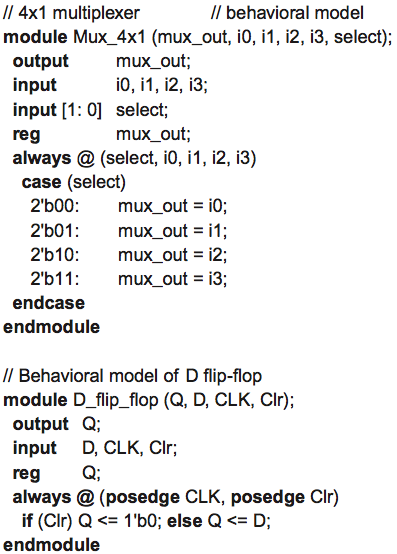 // 4x1 multiplexer // behavioral model
module Mux_4x1 (mux_out, i0, i1, i2, i3, select);
output mux_out;
input i0, i1, i2, i3;
input [1: 0] select;
reg mux_out;
always @ (select, i0, i1, i2, i3)
case (select)
2'b00: mux_out = i0;
2'b01: mux_out = i1;
2'b10: mux_out = i2;
2'b11: mux_out = i3;
endcase
endmodule
// Behavioral model of D flip-flop
module D_flip_flop (Q, D, CLK, Clr);
output Q;
input D, CLK, Clr;
reg Q;
always @ (posedge CLK, posedge Clr)
if (Clr) Q <= 1'b0; else Q <= D;
endmodule